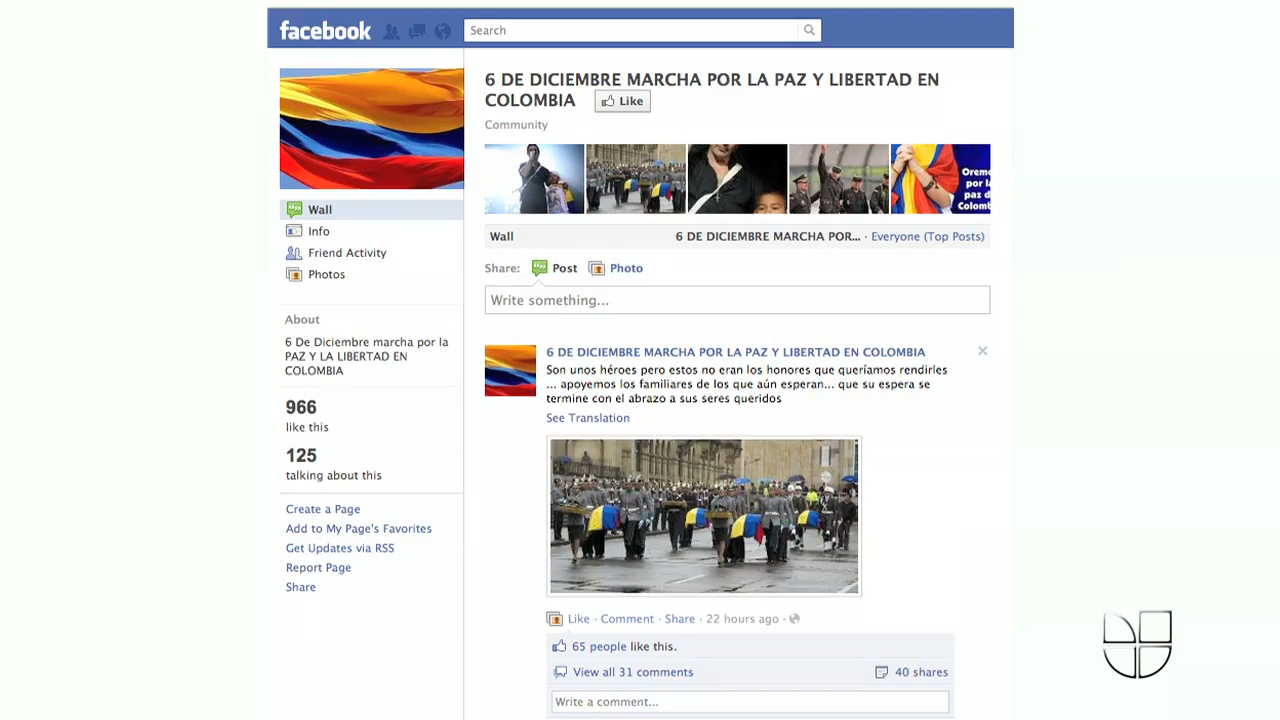 facebook
Search
6 DE DICIEMBRE MARCHA POR LA PAZ Y LIBERTAD EN
COLOMBIA
Like
Community
Oremo
por la
paz d
Colomb
Wall
Info
Friend Activity
Photos
About
6 De Diciembre marcha por la
PAZ Y LA LIBERTAD EN
COLOMBIA
966
like this
125
talking about this
Create a Page
Add to My Page's Favorites
Get Updates via RSS
Report Page
Share
Wall 6 DE DICIEMBRE MARCHA POR... · Everyone (Top Posts)
Share: Post Photo
Write something...
6 DE DICIEMBRE MARCHA POR LA PAZ Y LIBERTAD EN COLOMBIA
Son unos héroes pero estos no eran los honores que queríamos rendirles
... apoyemos los familiares de los que aún esperan... que su espera se
termine con el abrazo a sus seres queridos
See Translation
Like · Comment · Share · 22 hours ago ·
65 people like this.
View all 31 comments 40 shares
Write a comment...